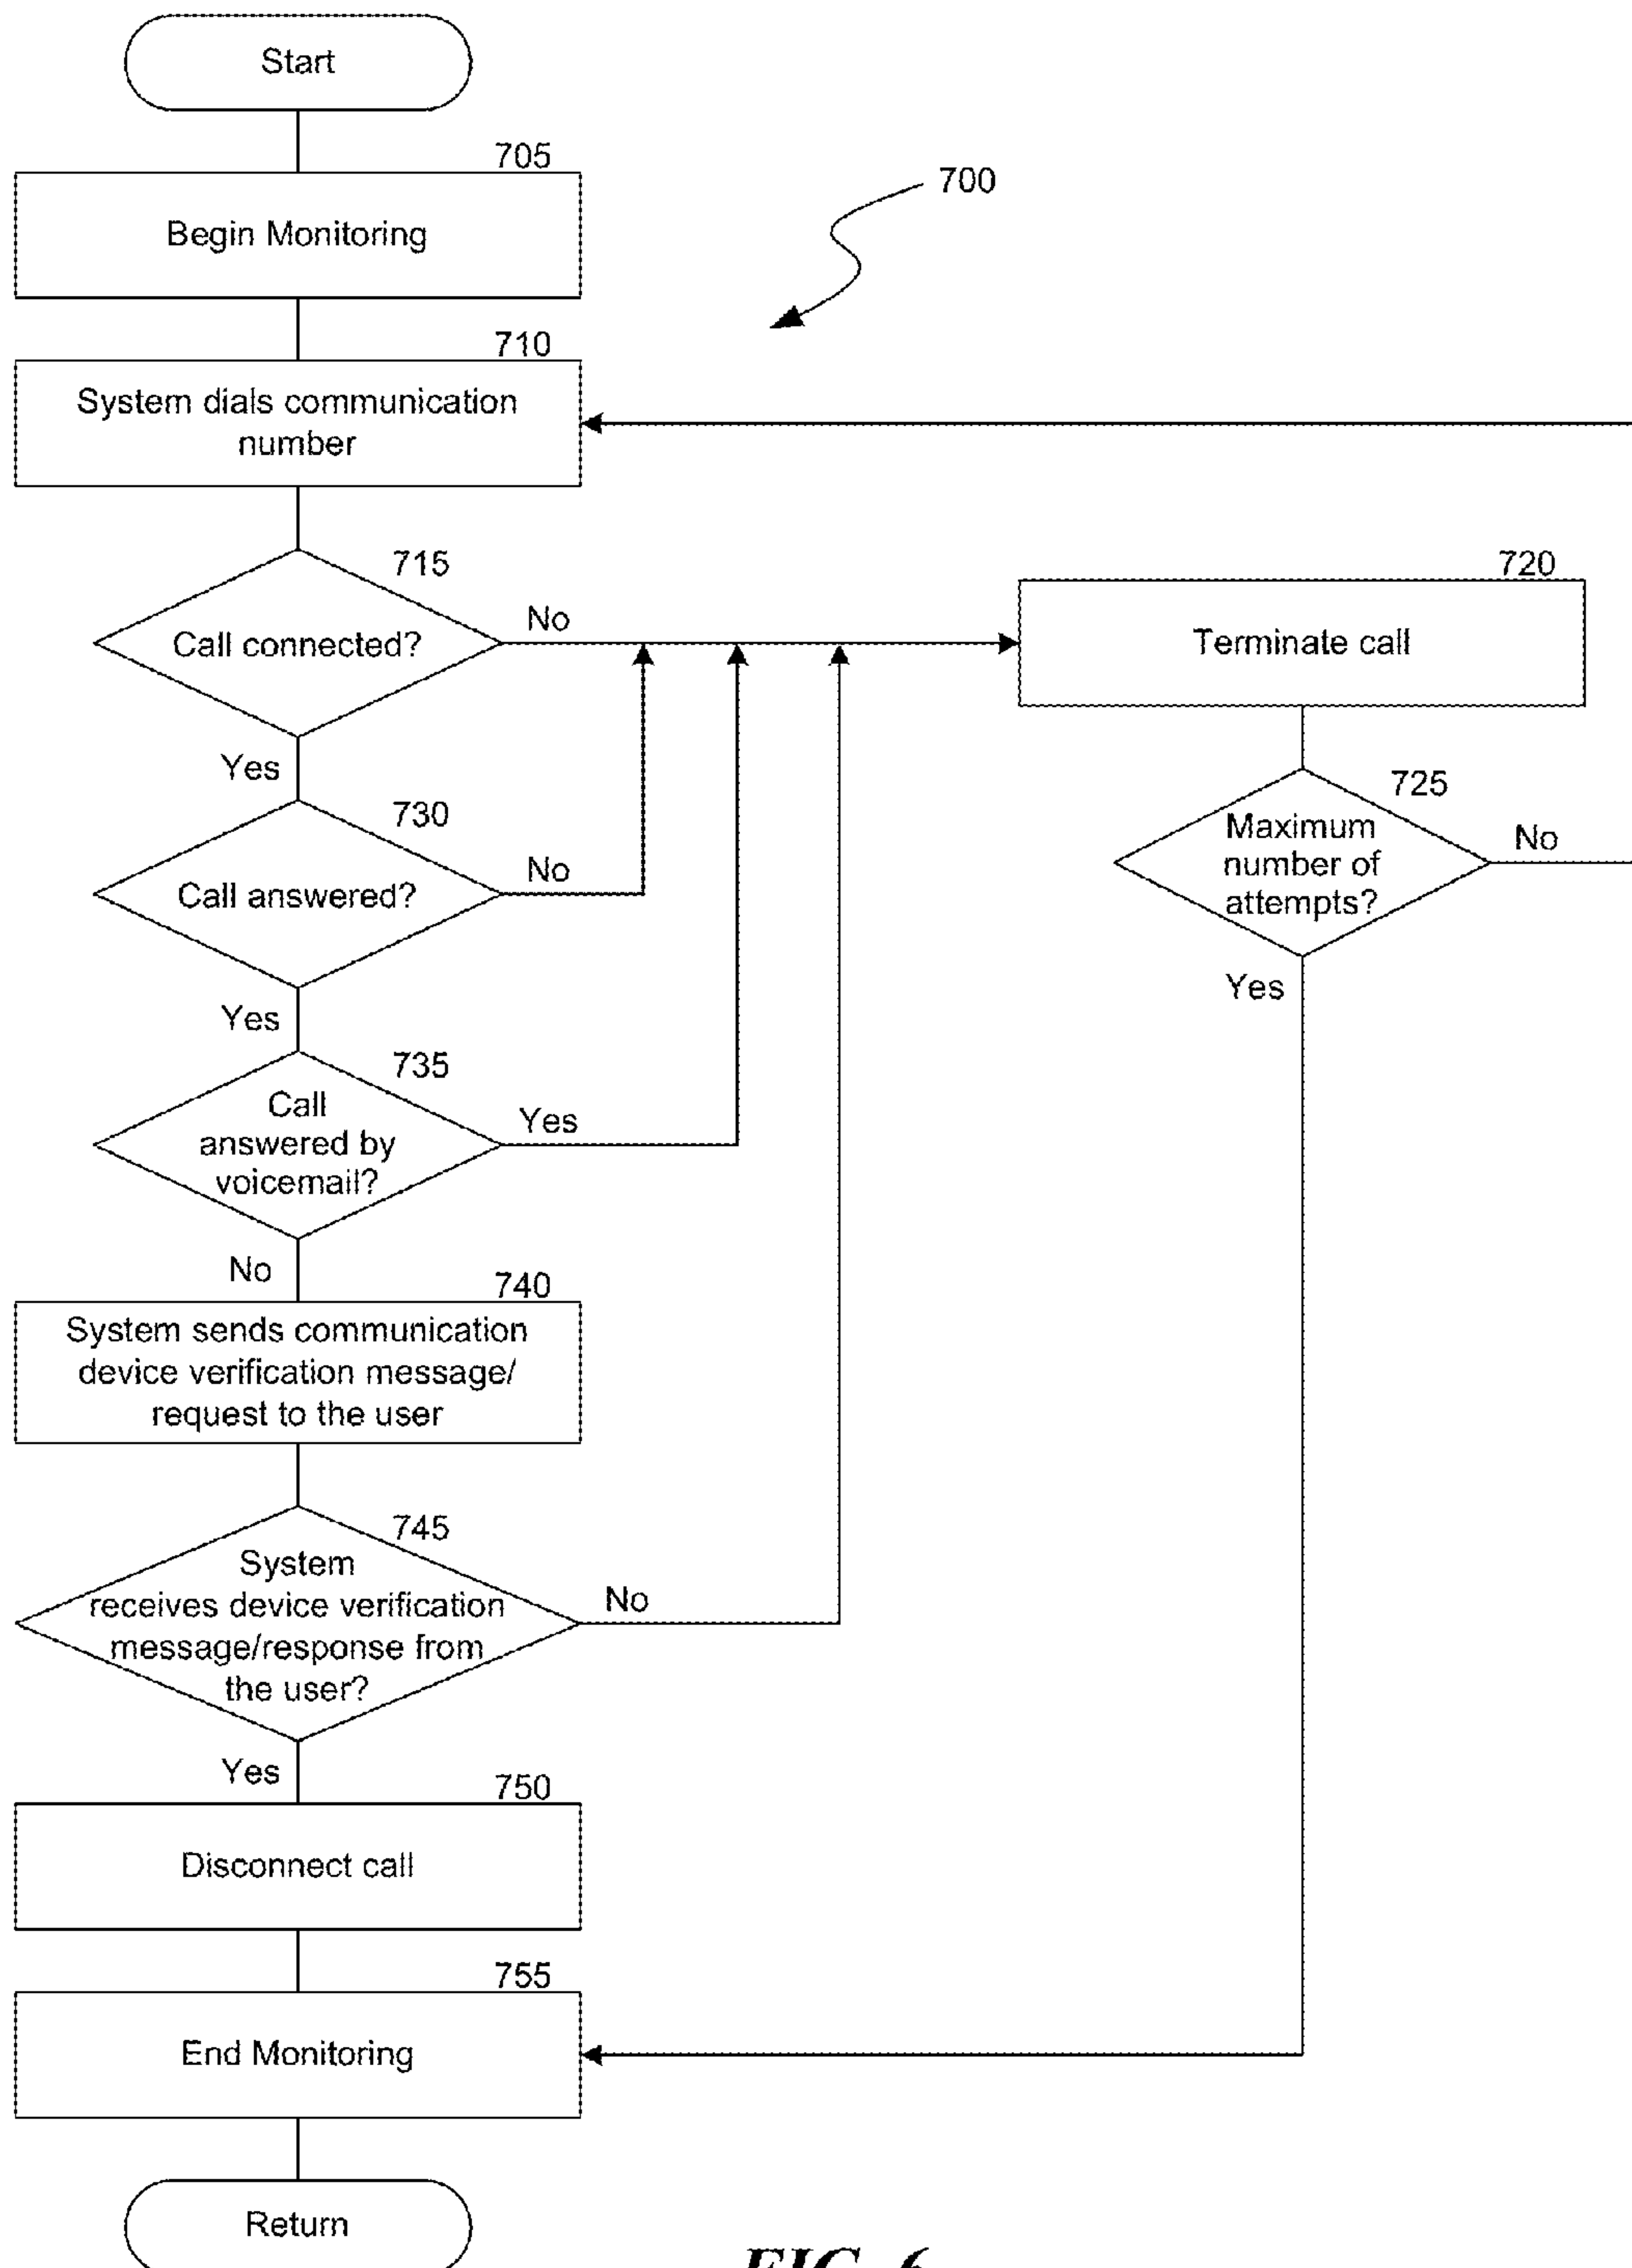 Start
705
Begin Monitoring
700
710
System dials communication
number
715
Call connected?
No
720
Terminate call
Yes
725
Maximum
number of
attempts?
No
Yes
730
Call answered?
No
Yes
735
Call
answered by
voicemail?
Yes
No
740
System sends communication
device verification message/
request to the user
745
System
receives device verification
message/response from
the user?
No
Yes
750
Disconnect call
755
End Monitoring
Return
FIG. 6